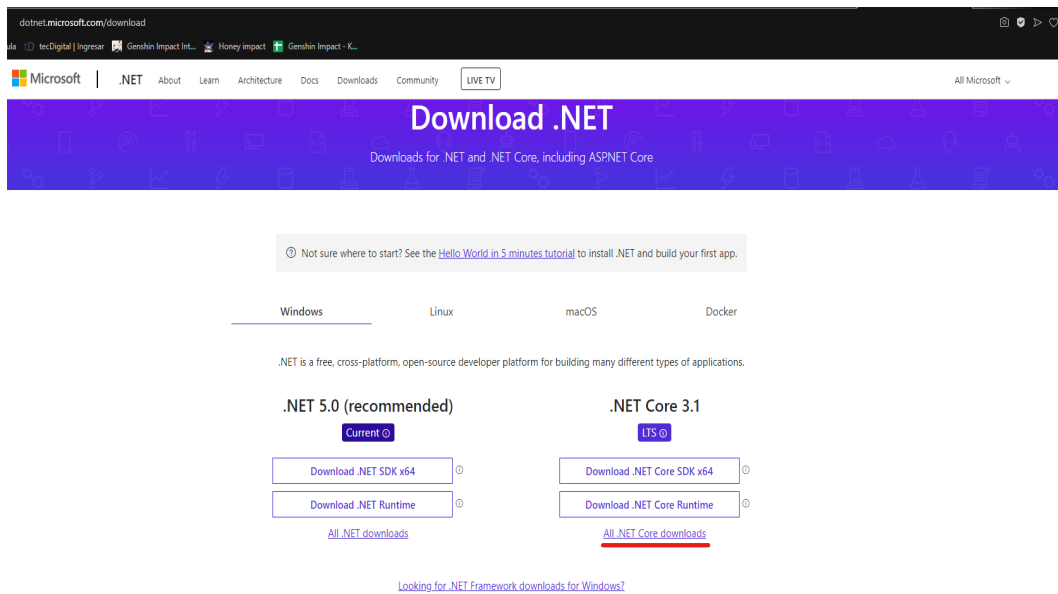 dotnet.microsoft.com/download
ula tecDigital | Ingresar Genshin Impact Int... Honey impact Genshin Impact - K...
Microsoft .NET About Learn Architecture Docs Downloads Community LIVE TV All Microsoft
Download .NET
Downloads for .NET and .NET Core, including ASP.NET Core
Not sure where to start? See the Hello World in 5 minutes tutorial to install .NET and build your first app.
Windows Linux macOS Docker
.NET is a free, cross-platform, open-source developer platform for building many different types of applications.
.NET 5.0 (recommended) .NET Core 3.1
Current LTS
Download .NET SDK x64 Download .NET Core SDK x64
Download .NET Runtime Download .NET Core Runtime
All .NET downloads All .NET Core downloads
Looking for .NET Framework downloads for Windows?